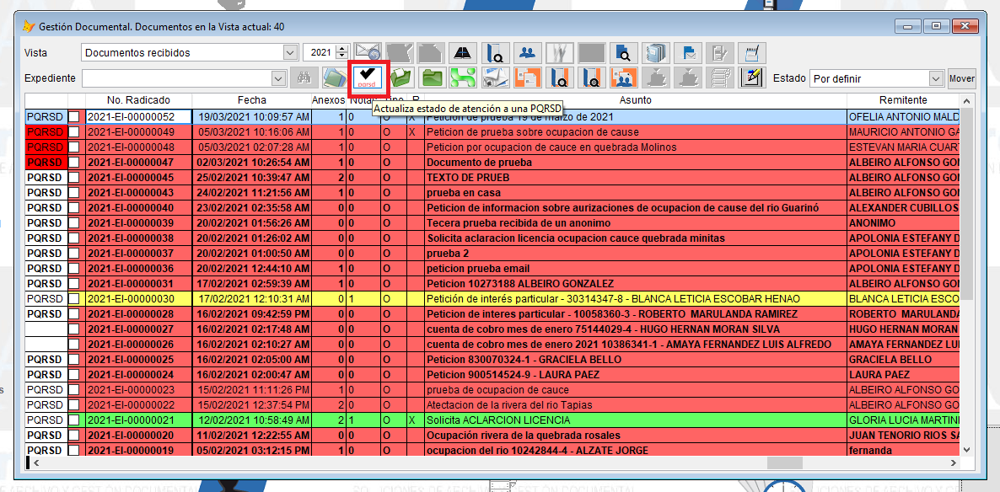 Gestión Documental. Documentos en la Vista actual: 40
Vista Documentos recibidos 2021
Expediente pqrsd Estado Por definir Mover
No. Radicado Fecha Anexos Nota Asunto Remitente
Actualiza estado de atención a una PQRSD
PQRSD 2021-EI-00000052 19/03/2021 10:09:57 AM 1 0 O X Peticion de prueba 19 de marzo de 2021 OFELIA ANTONIO MALD
PQRSD 2021-EI-00000049 05/03/2021 10:16:06 AM 1 0 O X Peticion de prueba sobre ocupacion de cause MAURICIO ANTONIO GA
PQRSD 2021-EI-00000048 05/03/2021 02:07:28 AM 1 0 O Peticion por ocupacion de cauce en quebrada Molinos ESTEVAN MARIA CUAR
PQRSD 2021-EI-00000047 02/03/2021 10:26:54 AM 1 0 O Documento de prueba ALBEIRO ALFONSO GO
PQRSD 2021-EI-00000045 25/02/2021 10:39:47 AM 2 0 O TEXTO DE PRUEB ALBEIRO ALFONSO GO
PQRSD 2021-EI-00000043 24/02/2021 11:21:56 AM 1 0 O prueba en casa ALBEIRO ALFONSO GO
PQRSD 2021-EI-00000040 23/02/2021 02:35:58 AM 0 0 O Peticion de informacion sobre aurizaciones de ocupacion de cause del rio Guarinó ALEXANDER CUBILLOS
PQRSD 2021-EI-00000039 20/02/2021 01:56:26 AM 0 0 O Tecera prueba recibida de un anonimo ANONIMO
PQRSD 2021-EI-00000038 20/02/2021 01:26:02 AM 0 0 O Solicita aclaracion licencia ocupacion cauce quebrada minitas APOLONIA ESTEFANY D
PQRSD 2021-EI-00000037 20/02/2021 01:00:50 AM 0 0 O prueba 2 APOLONIA ESTEFANY D
PQRSD 2021-EI-00000036 20/02/2021 12:44:10 AM 1 0 O peticion prueba email APOLONIA ESTEFANY D
PQRSD 2021-EI-00000031 17/02/2021 02:59:39 AM 1 0 O Peticion 10273188 ALBEIRO GONZALEZ ALBEIRO ALFONSO GO
PQRSD 2021-EI-00000030 17/02/2021 12:10:31 AM 0 1 O Petición de interés particular - 30314347-8 - BLANCA LETICIA ESCOBAR HENAO BLANCA LETICIA ESCO
PQRSD 2021-EI-00000028 16/02/2021 09:42:59 PM 0 0 O Peticion de interes particular - 10058360-3 - ROBERTO MARULANDA RAMIREZ ROBERTO MARULANDA
2021-EI-00000027 16/02/2021 02:17:48 AM 0 0 O cuenta de cobro mes de enero 75144029-4 - HUGO HERNAN MORAN SILVA HUGO HERNAN MORAN
2021-EI-00000026 16/02/2021 02:10:27 AM 0 0 O cuenta de cobro mes de enero 2021 10386341-1 - AMAYA FERNANDEZ LUIS ALFREDO AMAYA FERNANDEZ LU
PQRSD 2021-EI-00000025 16/02/2021 02:05:00 AM 0 0 O Peticion 830070324-1 - GRACIELA BELLO GRACIELA BELLO
PQRSD 2021-EI-00000024 16/02/2021 02:00:47 AM 0 0 O Peticion 900514524-9 - LAURA PAEZ LAURA PAEZ
PQRSD 2021-EI-00000023 15/02/2021 11:11:26 PM 1 0 O prueba de ocupacion de cauce ALBEIRO ALFONSO GO
PQRSD 2021-EI-00000022 15/02/2021 12:37:54 PM 2 0 O Atectacion de la rivera del rio Tapias ALBEIRO ALFONSO GO
PQRSD 2021-EI-00000021 12/02/2021 10:58:49 AM 2 1 O X Solicita ACLARCION LICENCIA GLORIA LUCIA MARTIN
PQRSD 2021-EI-00000020 11/02/2021 12:22:55 AM 0 0 O Ocupación rivera de la quebrada rosales JUAN TENORIO RIOS SA
PQRSD 2021-EI-00000019 05/02/2021 03:12:15 PM 1 0 O ocupacion del rio 10242844-4 - ALZATE JORGE fernanda